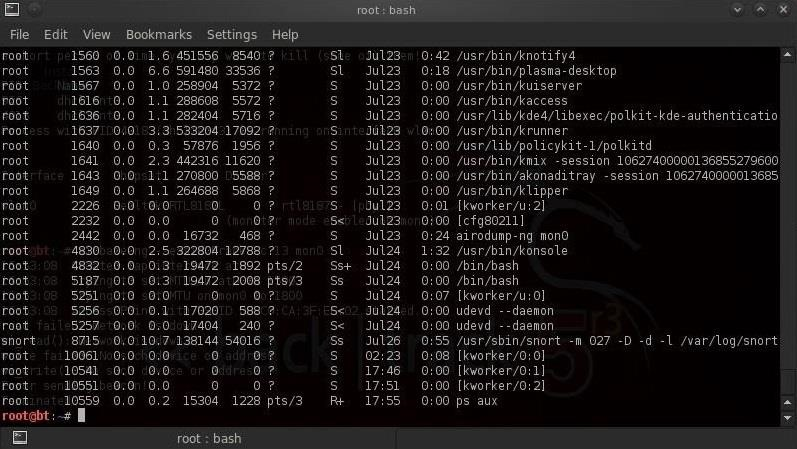 root : bash
File Edit View Bookmarks Settings Help
root 1560 0.0 1.6 451556 8540 ? Sl Jul23 0:42 /usr/bin/knotify4
root 1563 0.0 6.6 591480 33536 ? Sl Jul23 0:18 /usr/bin/plasma-desktop
root 1567 0.0 1.0 258904 5372 ? S Jul23 0:00 /usr/bin/kuiserver
root 1616 0.0 1.1 288608 5572 ? S Jul23 0:00 /usr/bin/kaccess
root 1636 0.0 1.1 282404 5716 ? S Jul23 0:00 /usr/lib/kde4/libexec/polkit-kde-authenticatio
root 1637 0.0 3.3 533204 17092 ? S Jul23 0:00 /usr/bin/krunner
root 1640 0.0 0.3 57876 1956 ? S Jul23 0:00 /usr/lib/policykit-1/polkitd
root 1641 0.0 2.3 442316 11620 ? S Jul23 0:00 /usr/bin/kmix -session 10627400000136855279600
root 1643 0.0 1.1 270800 5588 ? S Jul23 0:00 /usr/bin/akonaditray -session 1062740000013685
root 1649 0.0 1.1 264688 5868 ? S Jul23 0:00 /usr/bin/klipper
root 2226 0.0 0.0 0 0 ? S Jul23 0:01 [kworker/u:2]
root 2232 0.0 0.0 0 0 ? S< Jul23 0:00 [cfg80211]
root 2442 0.0 0.0 16732 468 ? S Jul23 0:24 airodump-ng mon0
root 4830 0.0 2.5 322804 12788 ? Sl Jul24 1:32 /usr/bin/konsole
root 4832 0.0 0.3 19472 1892 pts/2 Ss+ Jul24 0:00 /bin/bash
root 5187 0.0 0.3 19472 2008 pts/3 Ss Jul24 0:00 /bin/bash
root 5251 0.0 0.0 0 0 ? S Jul24 0:07 [kworker/u:0]
root 5256 0.0 0.1 17020 588 ? S< Jul24 0:00 udevd --daemon
root 5257 0.0 0.0 17404 240 ? S< Jul24 0:00 udevd --daemon
snort 8715 0.0 10.7 138144 54016 ? Ss Jul26 0:55 /usr/sbin/snort -m 027 -D -d -l /var/log/snort
root 10061 0.0 0.0 0 0 ? S 02:23 0:08 [kworker/0:0]
root 10541 0.0 0.0 0 0 ? S 17:46 0:00 [kworker/0:1]
root 10551 0.0 0.0 0 0 ? S 17:51 0:00 [kworker/0:2]
root 10559 0.0 0.2 15304 1228 pts/3 R+ 17:55 0:00 ps aux
root@bt:~#
root : bash